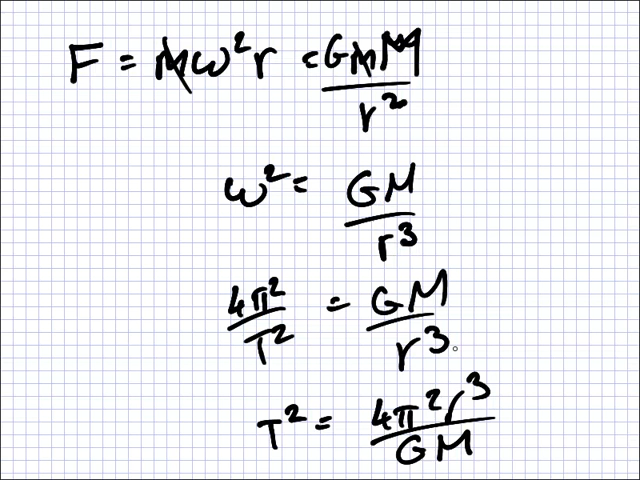 F = mω²r = GmM/r²
ω² = GM/r³
4π²/T² = GM/r³
T² = 4π²r³/GM